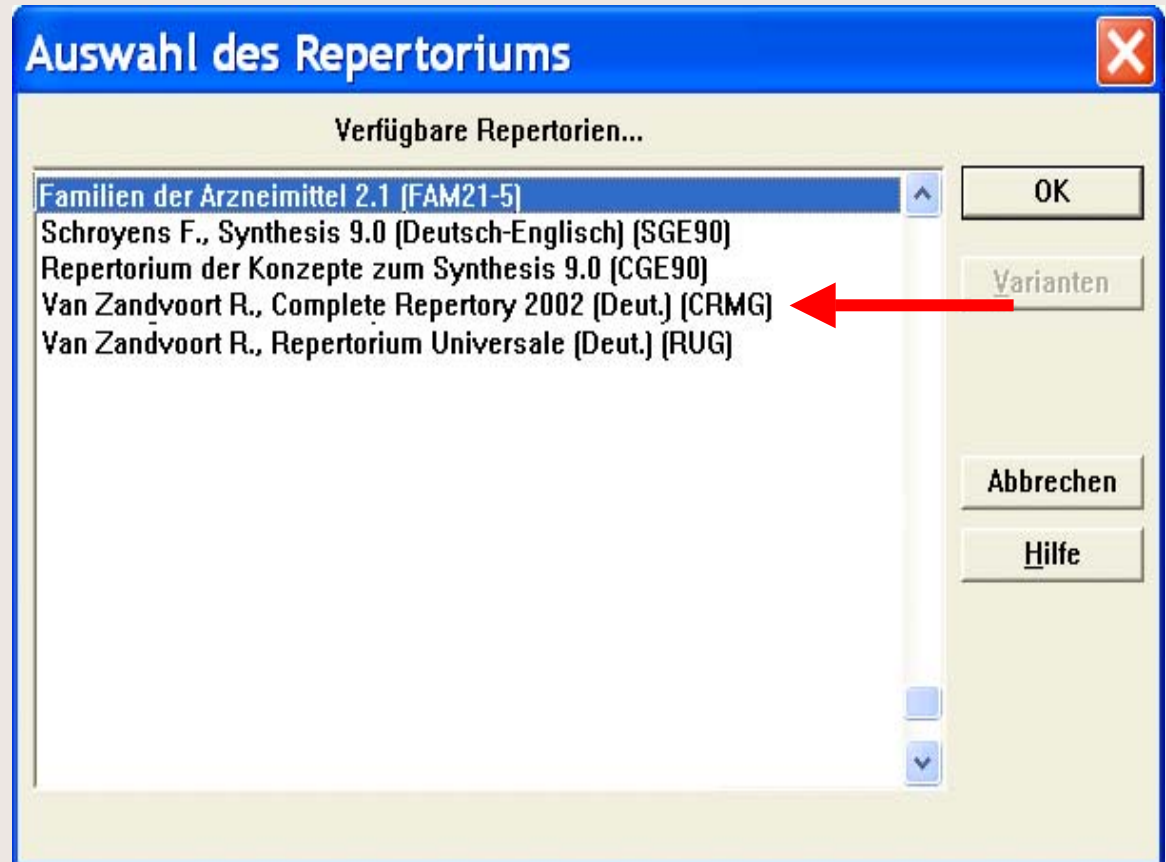 Auswahl des Repertoriums
Verfügbare Repertorien...
Familien der Arzneimittel 2.1 (FAM21-5)
Schroyens F., Synthesis 9.0 (Deutsch-Englisch) (SGE90)
Repertorium der Konzepte zum Synthesis 9.0 (CGE90)
Van Zandvoort R., Complete Repertory 2002 (Deut.) (CRMG)
Van Zandvoort R., Repertorium Universale (Deut.) (RUG)
OK
Varianten
Abbrechen
Hilfe